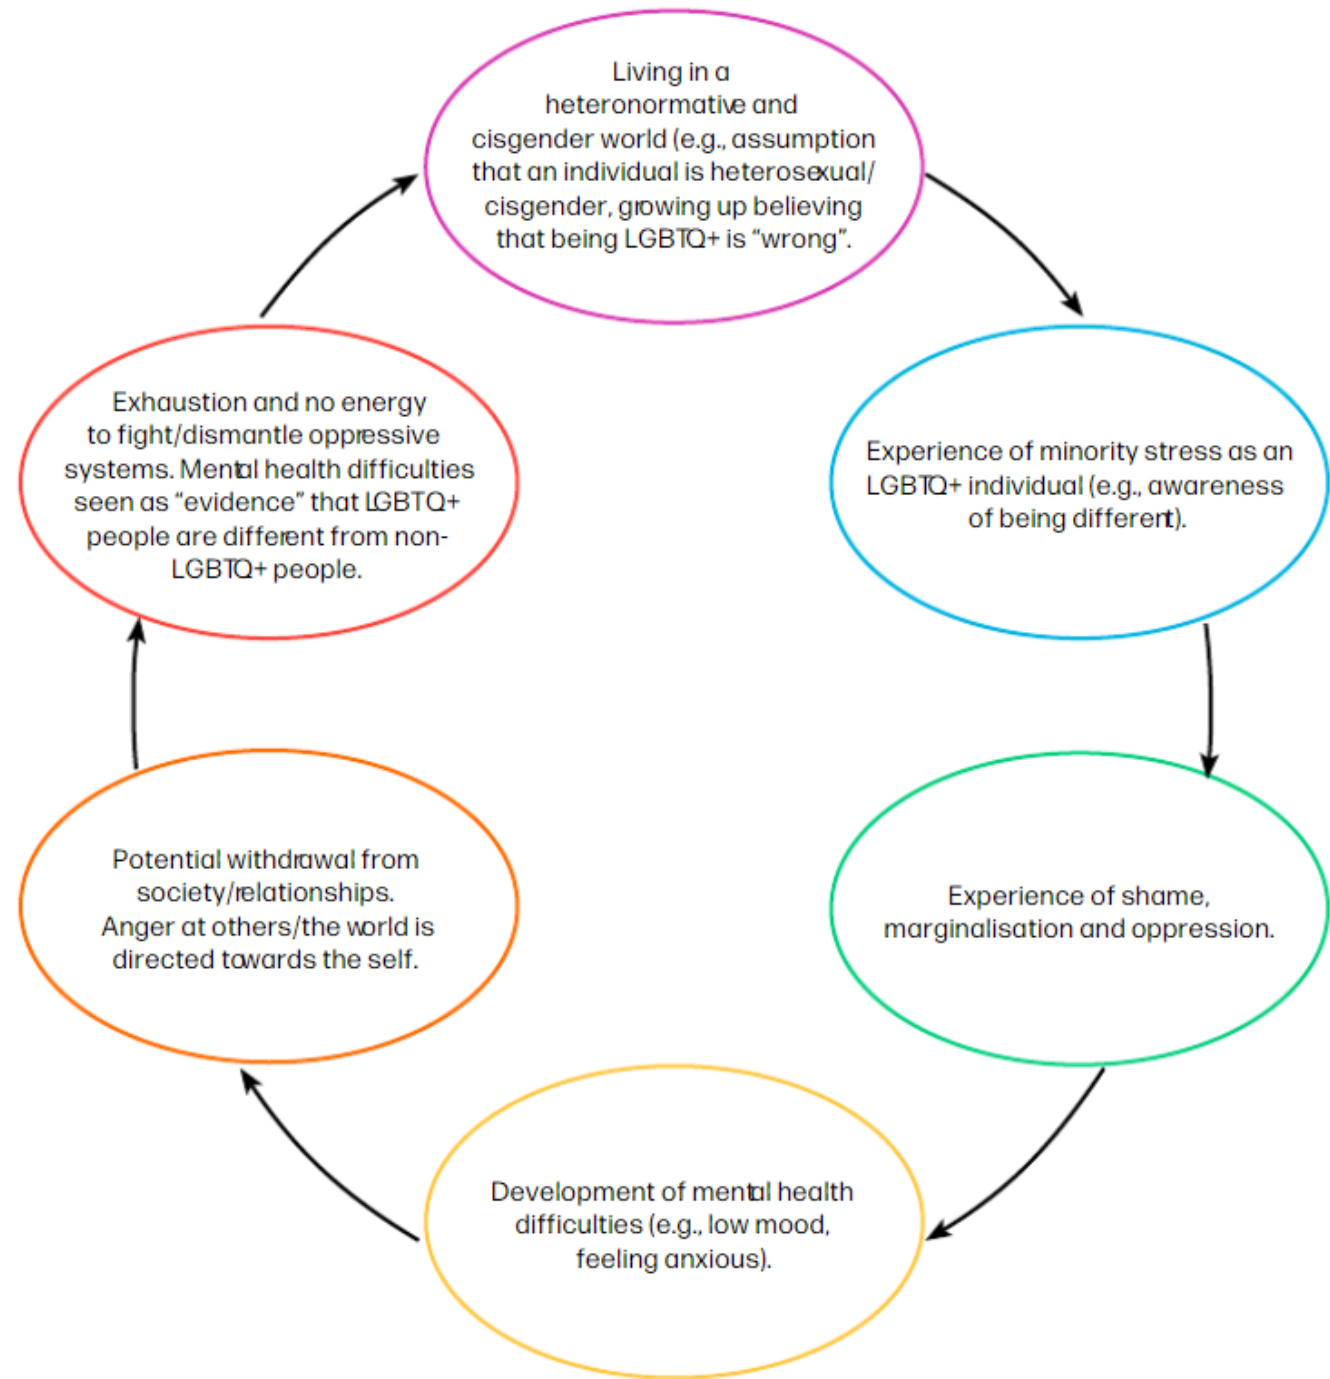 Living in a
heteronormative and
cisgender world (e.g., assumption
that an individual is heterosexual/
cisgender, growing up believing
that being LGBTQ+ is “wrong”.
Experience of minority stress as an
LGBTQ+ individual (e.g., awareness
of being different).
Experience of shame,
marginalisation and oppression.
Development of mental health
difficulties (e.g., low mood,
feeling anxious).
Potential withdrawal from
society/relationships.
Anger at others/the world is
directed towards the self.
Exhaustion and no energy
to fight/dismantle oppressive
systems. Mental health difficulties
seen as “evidence” that LGBTQ+
people are different from non-
LGBTQ+ people.